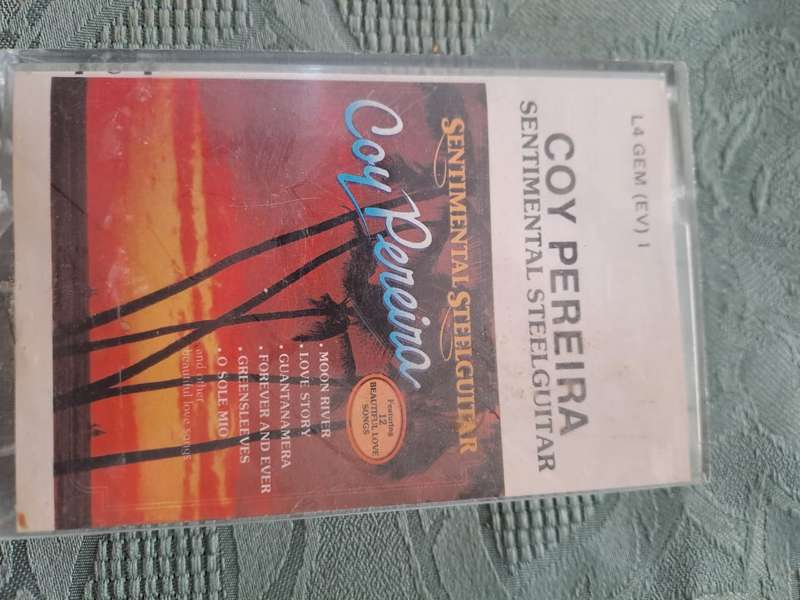 L4 GEM (EV) 1
COY PEREIRA
SENTIMENTAL STEELGUITAR
SENTIMENTAL STEELGUITAR
Coy Pereira
Featuring
12
BEAUTIFUL LOVE
SONGS
• MOON RIVER
• LOVE STORY
• GUANTANAMERA
• FOREVER AND EVER
• GREENSLEEVES
• O SOLE MIO
and other
beautiful love songs